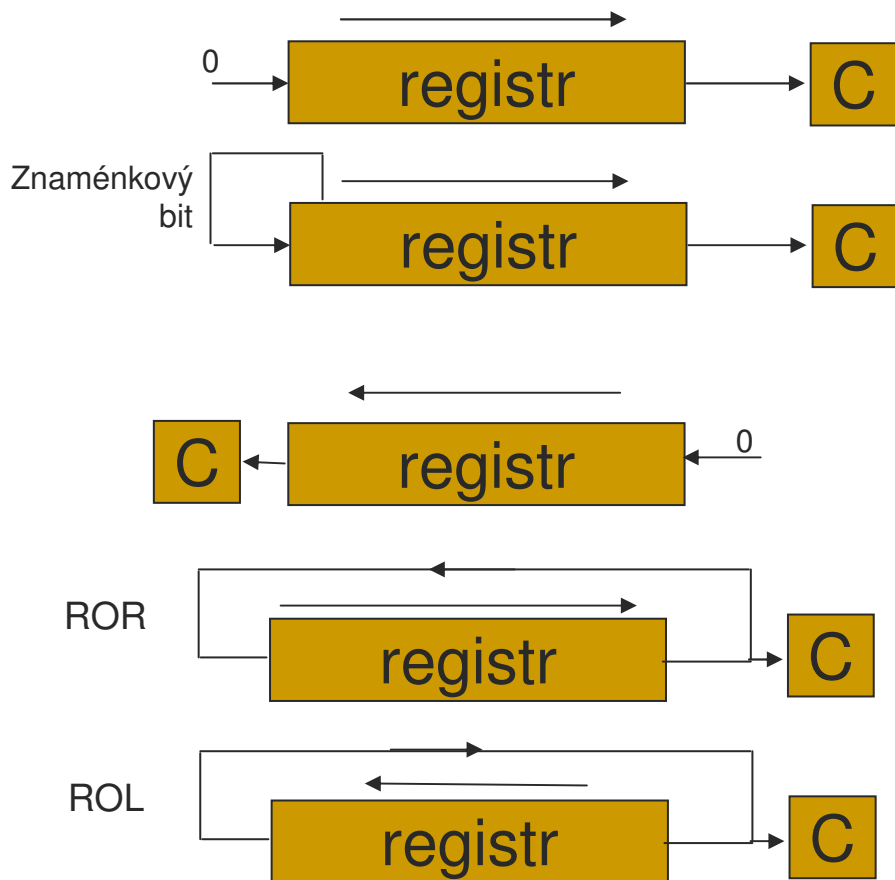 0
registr
C
Znaménkový
bit
registr
C
C
registr
0
ROR
registr
C
ROL
registr
C